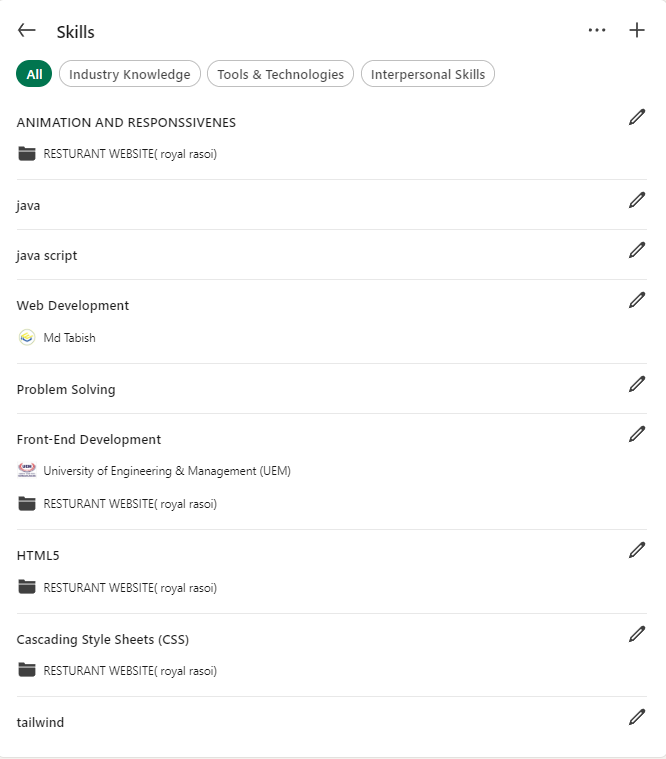 Skills
All Industry Knowledge Tools & Technologies Interpersonal Skills
ANIMATION AND RESPONSSIVENES
RESTURANT WEBSITE( royal rasoi)
java
java script
Web Development
Md Tabish
Problem Solving
Front-End Development
University of Engineering & Management (UEM)
RESTURANT WEBSITE( royal rasoi)
HTML5
RESTURANT WEBSITE( royal rasoi)
Cascading Style Sheets (CSS)
RESTURANT WEBSITE( royal rasoi)
tailwind